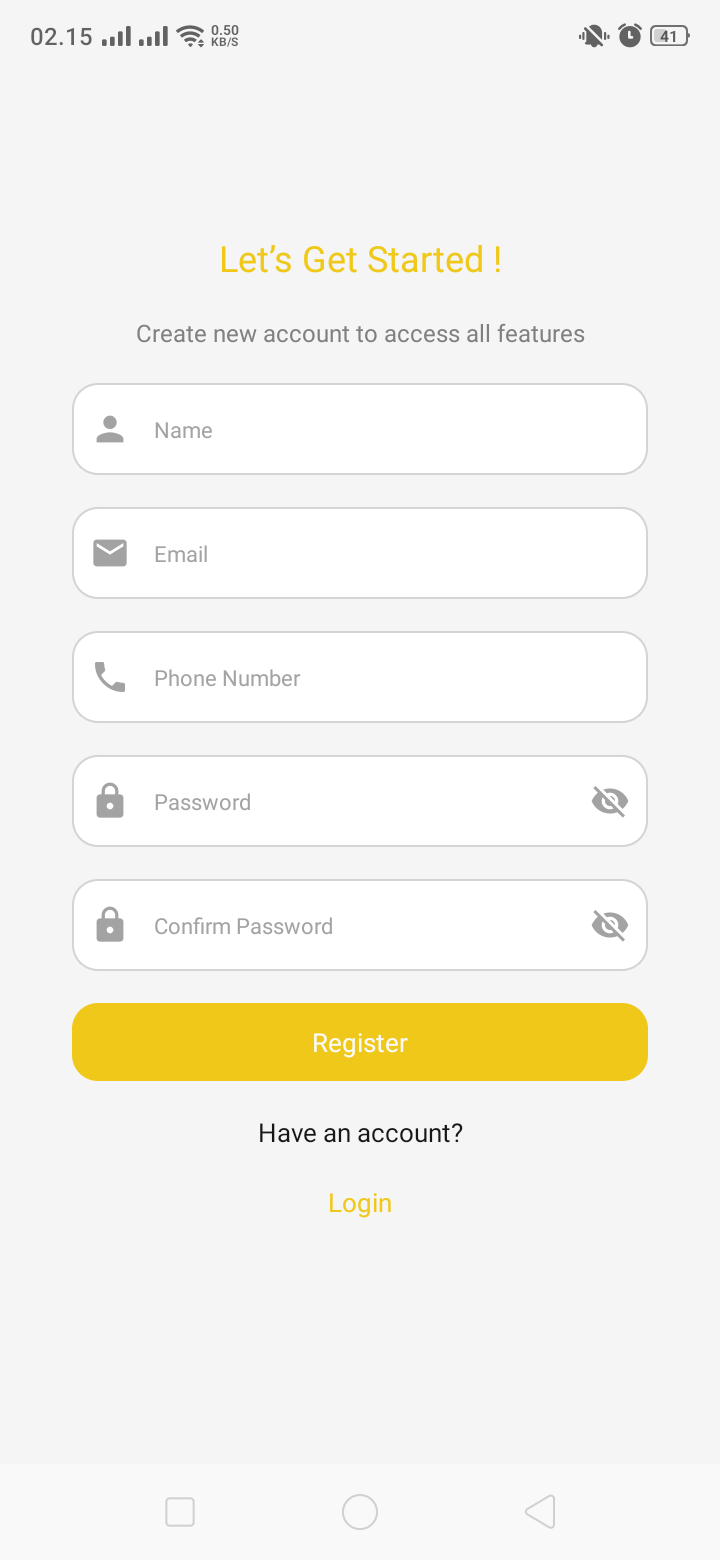 02.15 0.50 KB/S 41
Let’s Get Started !
Create new account to access all features
Name
Email
Phone Number
Password
Confirm Password
Register
Have an account?
Login